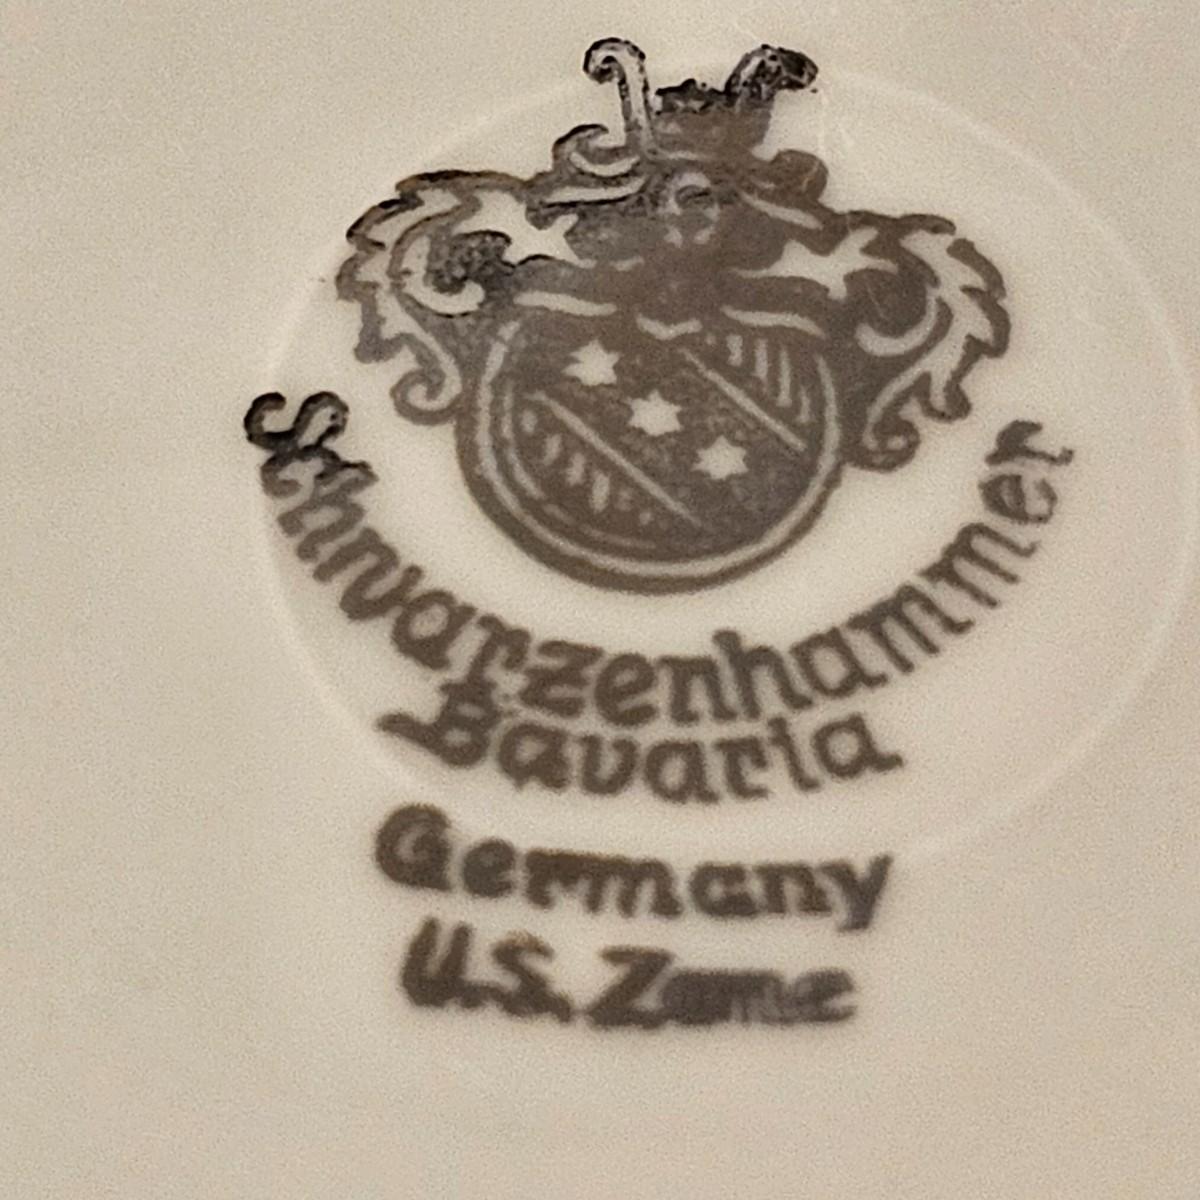 Schwarzenhammer
Bavaria
Germany
U.S. Zone